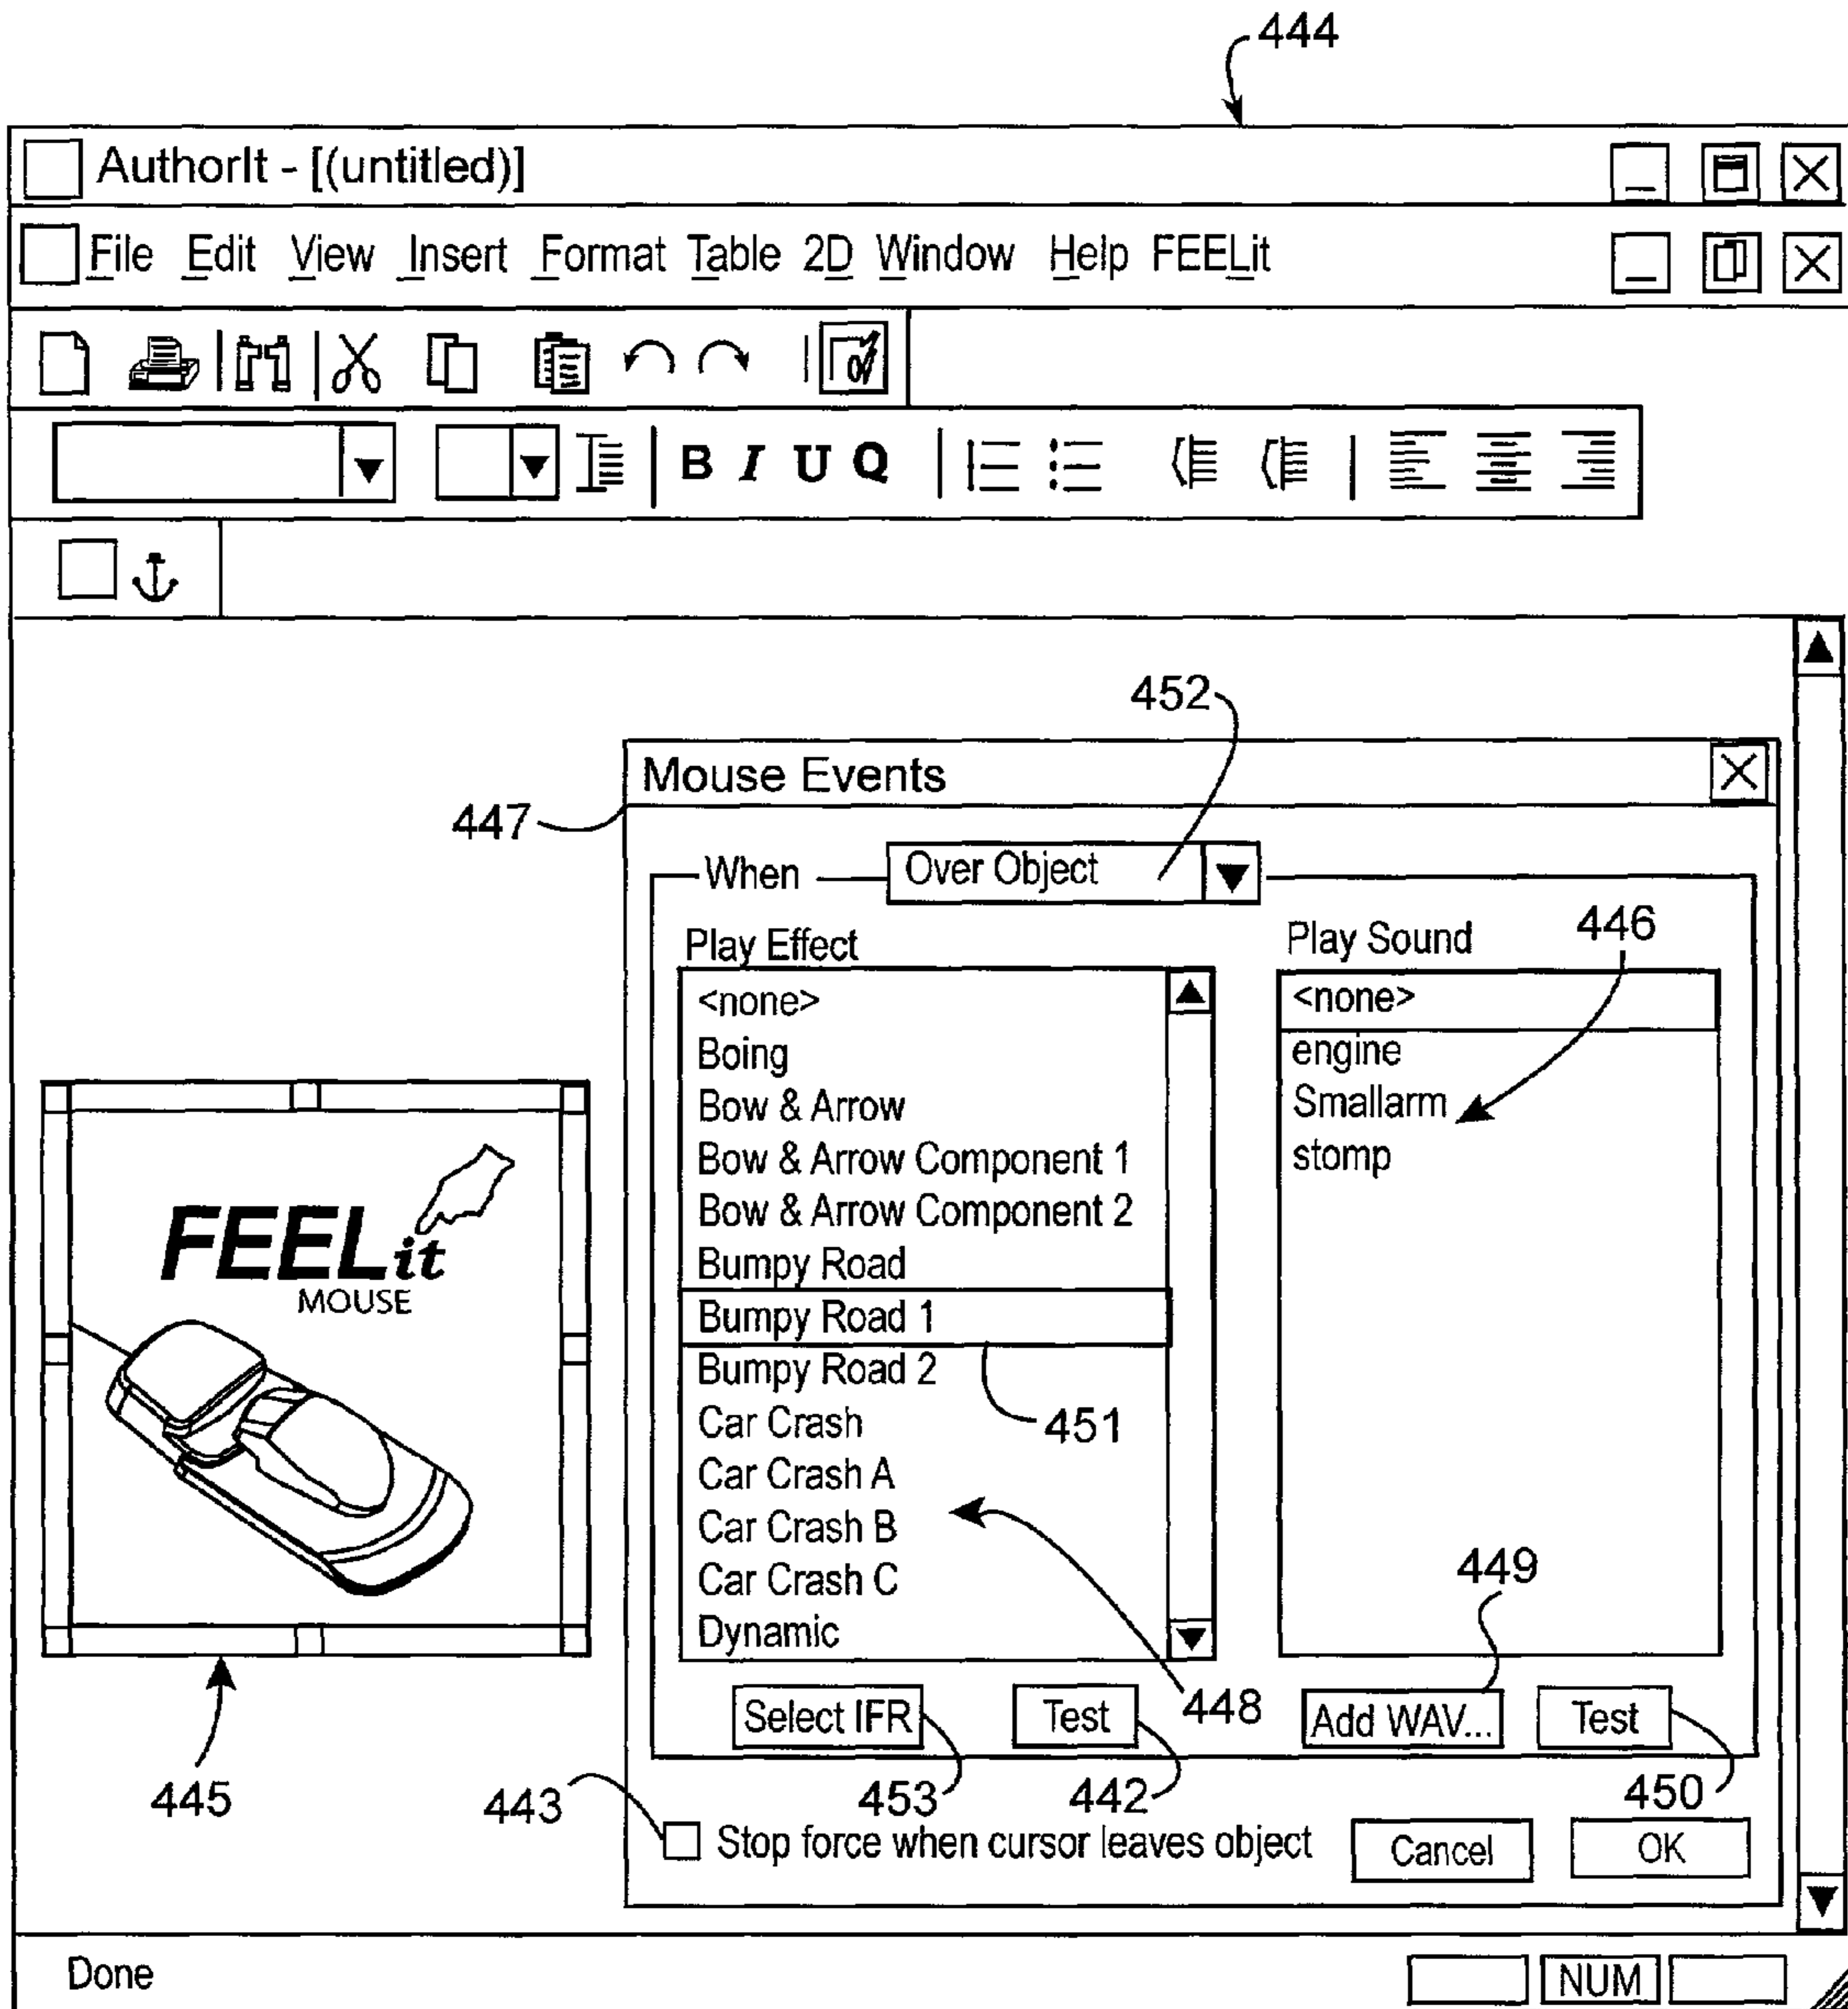 444
AuthorIt - [(untitled)]
File Edit View Insert Format Table 2D Window Help FEELit
B I U Q
452
Mouse Events
447
When Over Object
446
Play Effect
Play Sound
<none>
Boing
Bow & Arrow
Bow & Arrow Component 1
Bow & Arrow Component 2
Bumpy Road
Bumpy Road 1
Bumpy Road 2
Car Crash
Car Crash A
Car Crash B
Car Crash C
Dynamic
<none>
engine
Smallarm
stomp
451
448
449
FEELit
MOUSE
Select IFR Test Add WAV... Test
445
443
453
442
450
Stop force when cursor leaves object Cancel OK
Done NUM